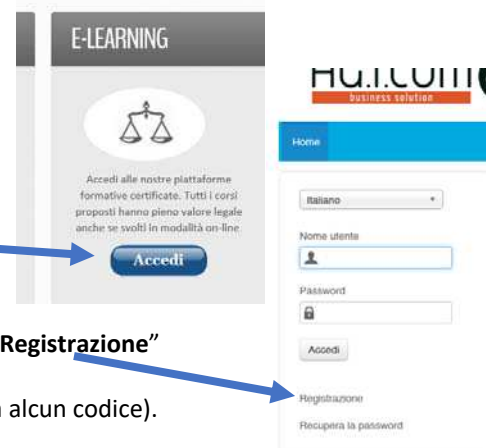 E-LEARNING
Accedi alle nostre piattaforme
formative certificate. Tutti i corsi
proposti hanno pieno valore legale
anche se svolti in modalità on-line
Accedi
business solution
Home
Italiano
Nome utente
Password
Accedi
Registrazione
Recupera la password
Registrazione”
alcun codice).